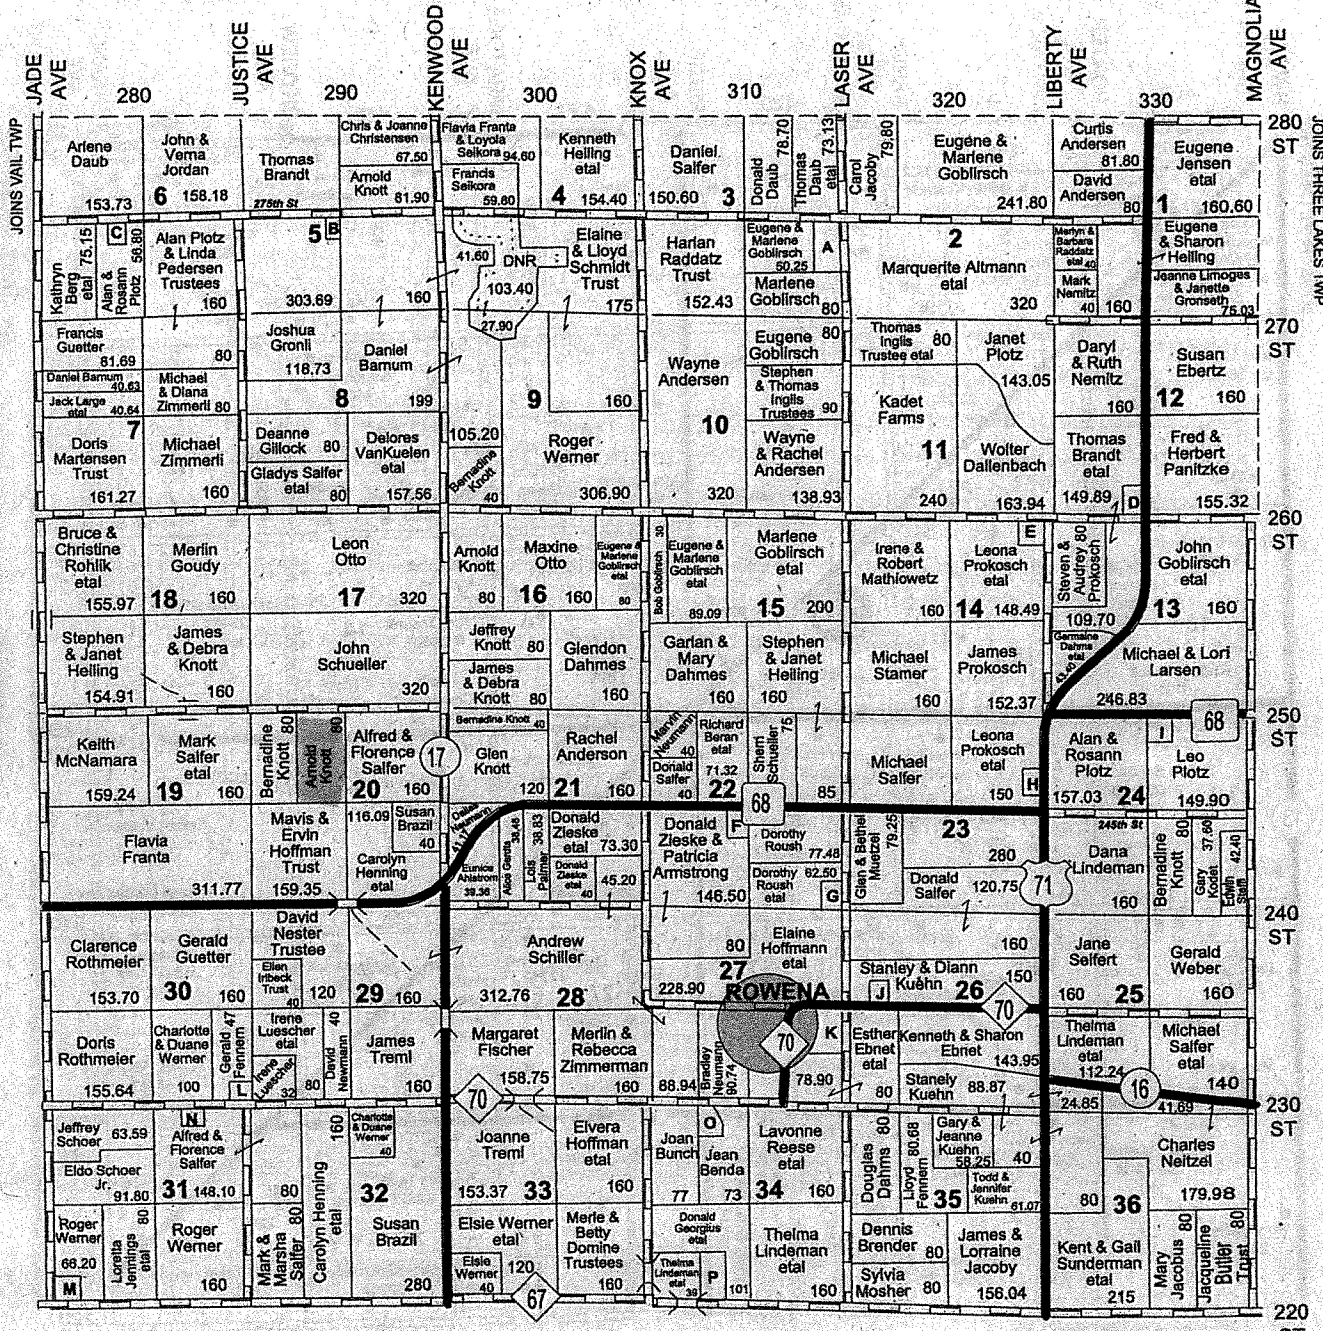 JADE AVE
JUSTICE AVE
KENWOOD AVE
KNOX AVE
LASER AVE
LIBERTY AVE
MAGNOLIA AVE
280
290
300
310
320
330
JOINS VAIL TWP
JOINS THREE LAKES TWP
280 ST
Arlene Daub 153.73
6
John & Verna Jordan 158.18
Thomas Brandt
275th St
Chris & Joanne Christensen 67.50
Arnold Knott 81.90
Flavia Franta & Loyola Seikora 94.60
Francis Seikora 59.60
4
Kenneth Heiling etal 154.40
Daniel Salfer 150.60
3
Donald Daub 78.70
Thomas Daub etal 73.13
Carol Jacoby 79.80
Eugene & Marlene Goblirsch 241.80
Curtis Andersen 81.80
David Andersen 80
1
Eugene Jensen etal 160.60
Kathryn Berg etal 75.15
C
Alan & Rosann Plotz 56.80
Alan Plotz & Linda Pedersen Trustees 160
5
B
303.69
160
41.60
DNR
103.40
27.90
Elaine & Lloyd Schmidt Trust 175
Harlan Raddatz Trust 152.43
Eugene & Marlene Goblirsch 50.25
A
Marlene Goblirsch 80
2
Marquerite Altmann etal 320
Merlyn & Barbara Raddatz etal 40
Mark Nemitz 40
160
Eugene & Sharon Heiling
Jeanne Limoges & Janette Gronseth 75.03
270 ST
Francis Guetter 81.69
80
Daniel Barnum 40.63
Jack Large etal 40.64
Michael & Diana Zimmerli 80
7
Doris Martensen Trust 161.27
Michael Zimmerli 160
Joshua Gronli 118.73
Daniel Barnum 199
8
Deanne Gillock 80
Gladys Salfer etal 80
Delores VanKuelen etal 157.56
105.20
Bernadine Knott 40
9
160
Roger Werner 306.90
Wayne Andersen
10
320
Eugene Goblirsch 80
Stephen & Thomas Inglis Trustees 90
Wayne & Rachel Andersen 138.93
Thomas Inglis Trustee etal 80
Janet Plotz 143.05
Kadet Farms 240
11
Wolter Dallenbach 163.94
Daryl & Ruth Nemitz 160
12
Susan Ebertz 160
Thomas Brandt etal 149.89
D
Fred & Herbert Panitzke 155.32
260 ST
Bruce & Christine Rohlik etal 155.97
18
Merlin Goudy 160
Leon Otto
17
320
Arnold Knott 80
Maxine Otto
16
160
Eugene & Marlene Goblirsch etal 80
Bob Goblirsch 30
Eugene & Marlene Goblirsch etal 89.09
Marlene Goblirsch
15
200
Irene & Robert Mathiowetz 160
E
Leona Prokosch etal 148.49
14
Steven & Audrey Prokosch 80
109.70
John Goblirsch etal 160
13
Stephen & Janet Heiling 154.91
James & Debra Knott 160
John Schueller 320
Jeffrey Knott 80
James & Debra Knott 80
Glendon Dahmes 160
Garlan & Mary Dahmes 160
Stephen & Janet Heiling 160
Michael Stamer 160
James Prokosch 152.37
Germaine Dahms etal 43.40
Michael & Lori Larsen 246.83
68
250 ST
Keith McNamara 159.24
19
Mark Salfer etal 160
Bernadine Knott 80
Arnold Knott 80
20
Alfred & Florence Salfer 160
17
Bernadine Knott 40
Glen Knott 120
21
Rachel Anderson 160
Marvin Neumann 40
Donald Salfer 40
Richard Beran etal 71.32
22
Sherri Schueller 75
68
85
Michael Salfer
Leona Prokosch etal 150
H
Alan & Rosann Plotz 157.03
24
I
Leo Plotz 149.90
Flavia Franta 311.77
Mavis & Ervin Hoffman Trust 159.35
116.09
Susan Brazil 40
Carolyn Henning etal
Eunice Ahlstrom 39.36
Alice Gentis 38.46
Lois Palmer 38.83
Donald Zieske etal 73.30
Donald Zieske etal 40
45.20
Donald Zieske & Patricia Armstrong 146.50
F
Dorothy Roush 77.48
Dorothy Roush etal 62.50
G
Glen & Bethel Muetzel 79.25
23
280
Donald Salfer 120.75
71
245th St
Dana Lindeman 160
Bernadine Knott 80
Gary Kodet 37.60
42.40
240 ST
Clarence Rothmeier 153.70
30
Gerald Guetter 160
David Nester Trustee
Ellen Iribeck Trust 40
120
29
160
Andrew Schiller 312.76
28
80
27
228.90
Elaine Hoffmann etal
ROWENA
160
Stanley & Diann Kuehn 150
J
26
70
Jane Seifert 160
25
Gerald Weber 160
Doris Rothmeier 155.64
Charlotte & Duane Werner 100
Gerald Fennern 47
L
Irene Luescher etal 80
Irene Luescher 32
David Newmann 40
James Treml 160
Margaret Fischer 158.75
Merlin & Rebecca Zimmerman 160
88.94
Bradley Neumann 90.74
70
K
78.90
Esther Ebnet etal 80
Kenneth & Sharon Ebnet 143.95
Stanely Kuehn 88.87
Thelma Lindeman etal 112.24
Michael Salfer etal 140
16
230 ST
Jeffrey Schoer 63.59
Eldo Schoer Jr. 91.80
N
Alfred & Florence Salfer
31
148.10
80
Carolyn Henning etal 160
Charlotte & Duane Werner 40
32
Susan Brazil 280
70
Joanne Treml 153.37
33
Elvera Hoffman etal 160
Joan Bunch 77
O
Jean Benda 73
34
Lavonne Reese etal 160
Douglas Dahms 80
Lloyd Fennern 80.68
Gary & Jeanne Kuehn 58.25
40
35
Todd & Jennifer Kuehn 61.07
24.85
80
36
41.69
Charles Neitzel 179.98
Roger Werner 66.20
M
Loretta Jennings etal 80
Roger Werner 160
Mark & Marsha Salfer 80
Elsie Werner etal 120
Elsie Werner 40
67
Merle & Betty Domine Trustees 160
Donald Georgius etal
Thelma Lindeman etal 39
P
101
Thelma Lindeman etal 160
Dennis Brender 80
Sylvia Mosher 80
James & Lorraine Jacoby 156.04
Kent & Gail Sunderman etal 215
Mary Jacobus 80
Jacqueline Butler Trust 80
220